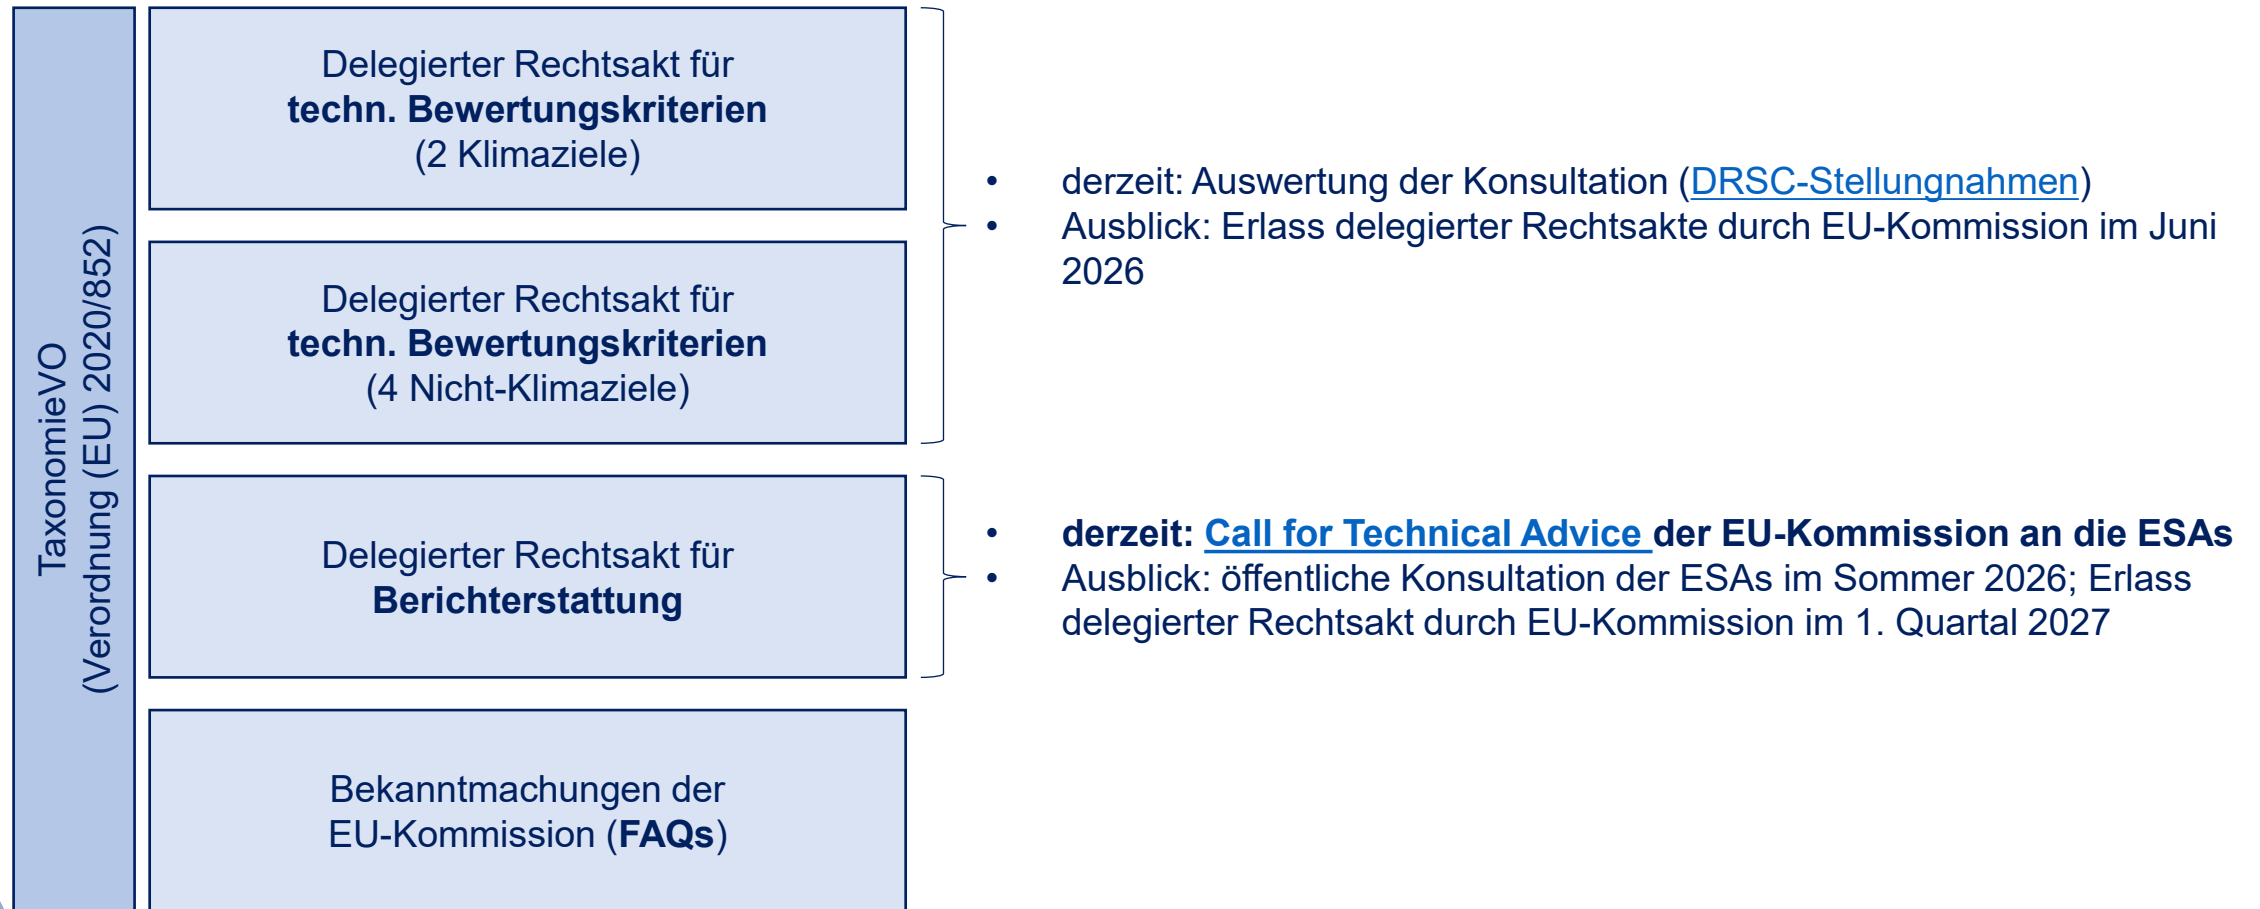 TaxonomieVO
(Verordnung (EU) 2020/852)
Delegierter Rechtsakt für
techn. Bewertungskriterien
(2 Klimaziele)
Delegierter Rechtsakt für
techn. Bewertungskriterien
(4 Nicht-Klimaziele)
• derzeit: Auswertung der Konsultation (DRSC-Stellungnahmen)
• Ausblick: Erlass delegierter Rechtsakte durch EU-Kommission im Juni
2026
Delegierter Rechtsakt für
Berichterstattung
• derzeit: Call for Technical Advice der EU-Kommission an die ESAs
• Ausblick: öffentliche Konsultation der ESAs im Sommer 2026; Erlass
delegierter Rechtsakt durch EU-Kommission im 1. Quartal 2027
Bekanntmachungen der
EU-Kommission (FAQs)